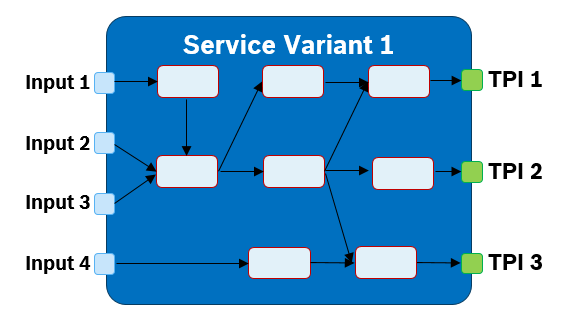 Service Variant 1
Input 1
TPI 1
Input 2
TPI 2
Input 3
Input 4
TPI 3